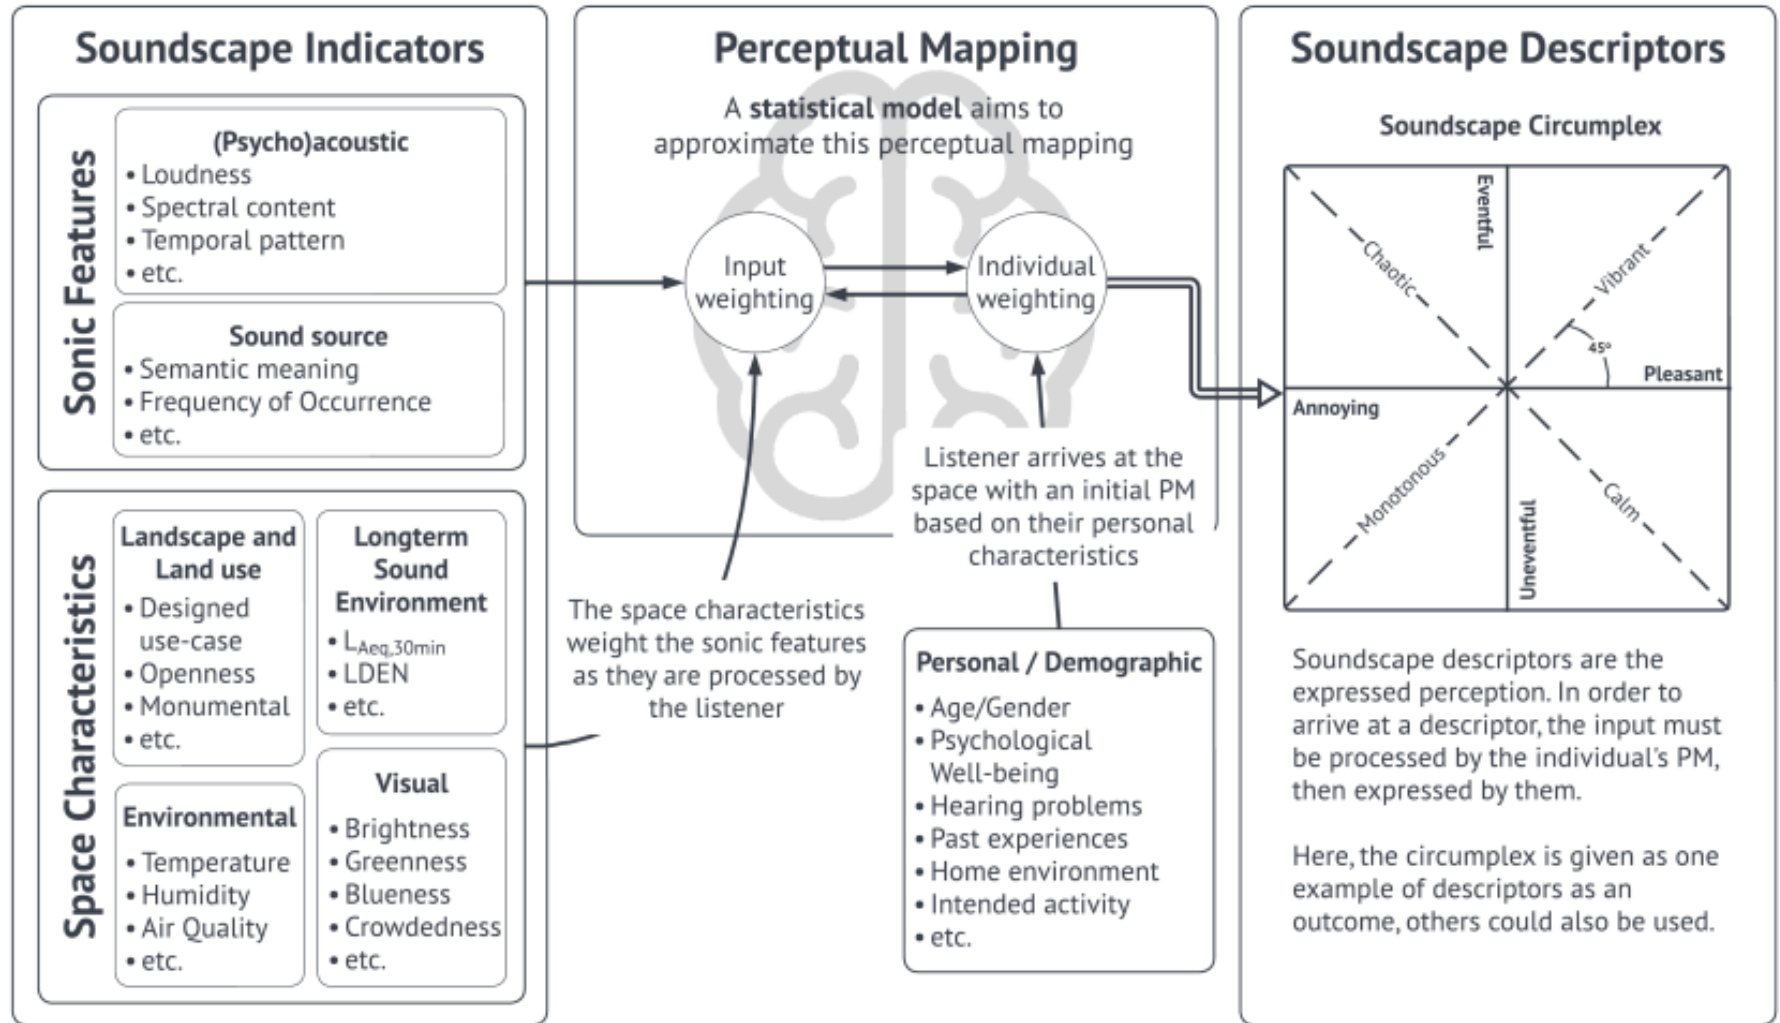 Soundscape Indicators
Sonic Features
(Psycho)acoustic
• Loudness
• Spectral content
• Temporal pattern
• etc.
Sound source
• Semantic meaning
• Frequency of Occurrence
• etc.
Space Characteristics
Landscape and
Land use
• Designed
use-case
• Openness
• Monumental
• etc.
Longterm
Sound
Environment
• LAeq,30min
• LDEN
• etc.
Environmental
• Temperature
• Humidity
• Air Quality
• etc.
Visual
• Brightness
• Greenness
• Blueness
• Crowdedness
• etc.
Perceptual Mapping
A statistical model aims to
approximate this perceptual mapping
Input
weighting
Individual
weighting
The space characteristics
weight the sonic features
as they are processed by
the listener
Listener arrives at the
space with an initial PM
based on their personal
characteristics
Personal / Demographic
• Age/Gender
• Psychological
Well-being
• Hearing problems
• Past experiences
• Home environment
• Intended activity
• etc.
Soundscape Descriptors
Soundscape Circumplex
Eventful
Chaotic
Vibrant
45º
Pleasant
Annoying
Monotonous
Calm
Uneventful
Soundscape descriptors are the
expressed perception. In order to
arrive at a descriptor, the input must
be processed by the individual's PM,
then expressed by them.
Here, the circumplex is given as one
example of descriptors as an
outcome, others could also be used.